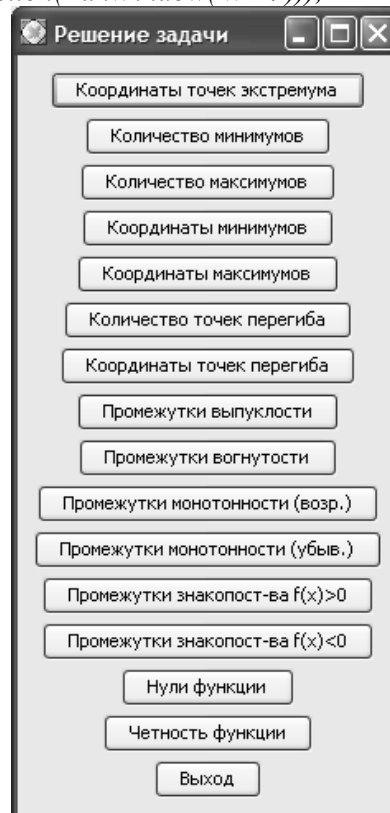 Решение задачи
Координаты точек экстремума
Количество минимумов
Количество максимумов
Координаты минимумов
Координаты максимумов
Количество точек перегиба
Координаты точек перегиба
Промежутки выпуклости
Промежутки вогнутости
Промежутки монотонности (возр.)
Промежутки монотонности (убыв.)
Промежутки знакопост-ва f(x)>0
Промежутки знакопост-ва f(x)<0
Нули функции
Четность функции
Выход